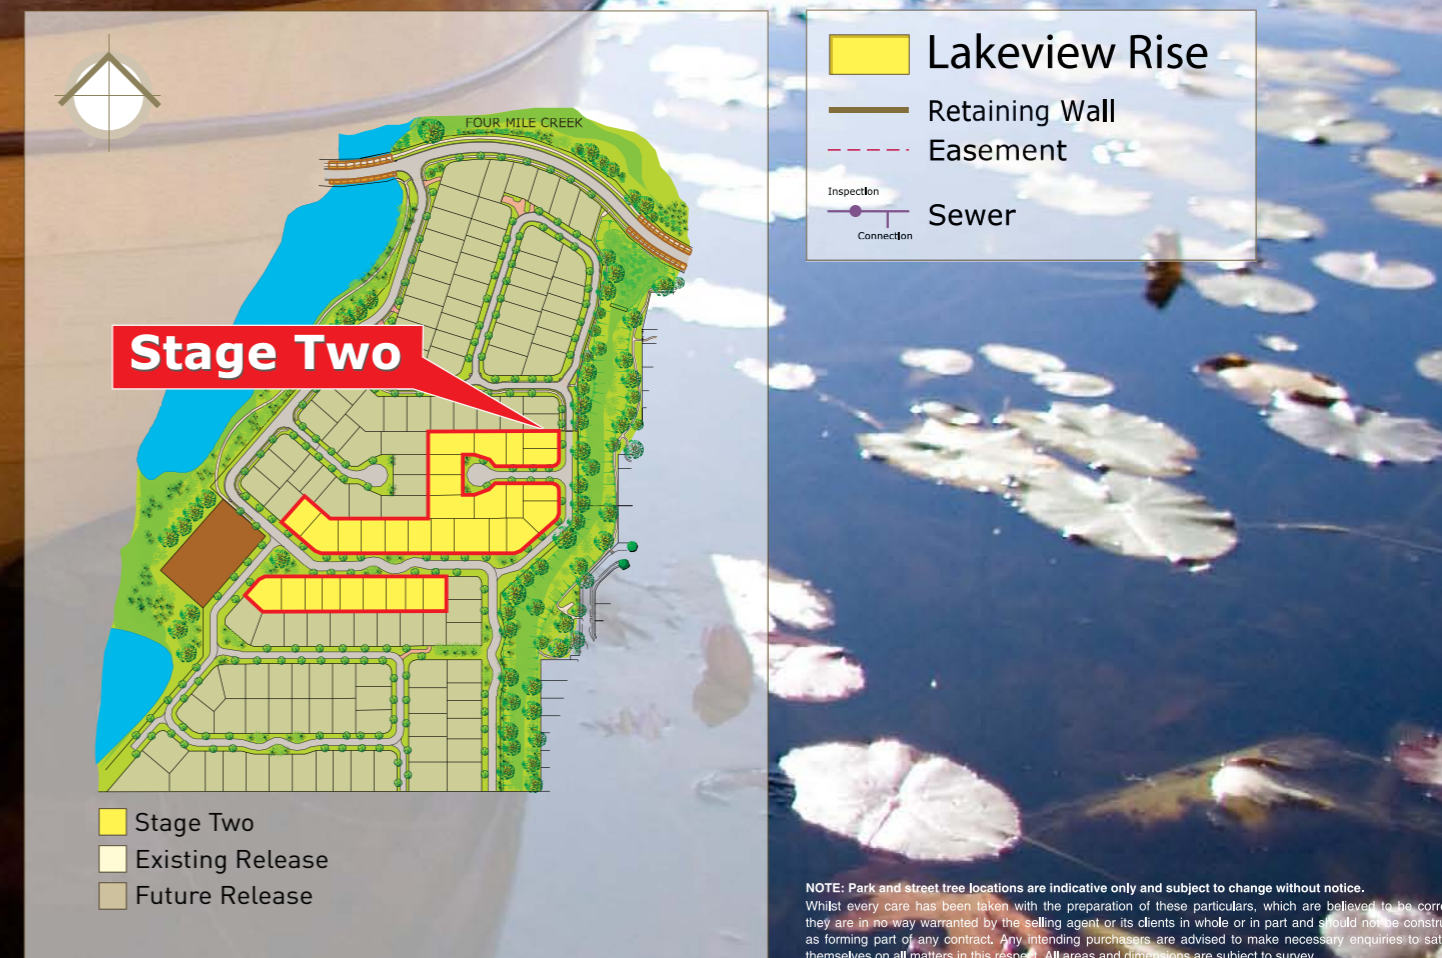 FOUR MILE CREEK
Stage Two
Stage Two
Existing Release
Future Release
Lakeview Rise
Retaining Wall
Easement
Inspection
Sewer
Connection
NOTE: Park and street tree locations are indicative only and subject to change without notice.
Whilst every care has been taken with the preparation of these particulars, which are believed to be corre
they are in no way warranted by the selling agent or its clients in whole or in part and should not be constru
as forming part of any contract. Any intending purchasers are advised to make necessary enquiries to sat
themselves on all matters in this respect. All areas and dimensions are subject to survey.